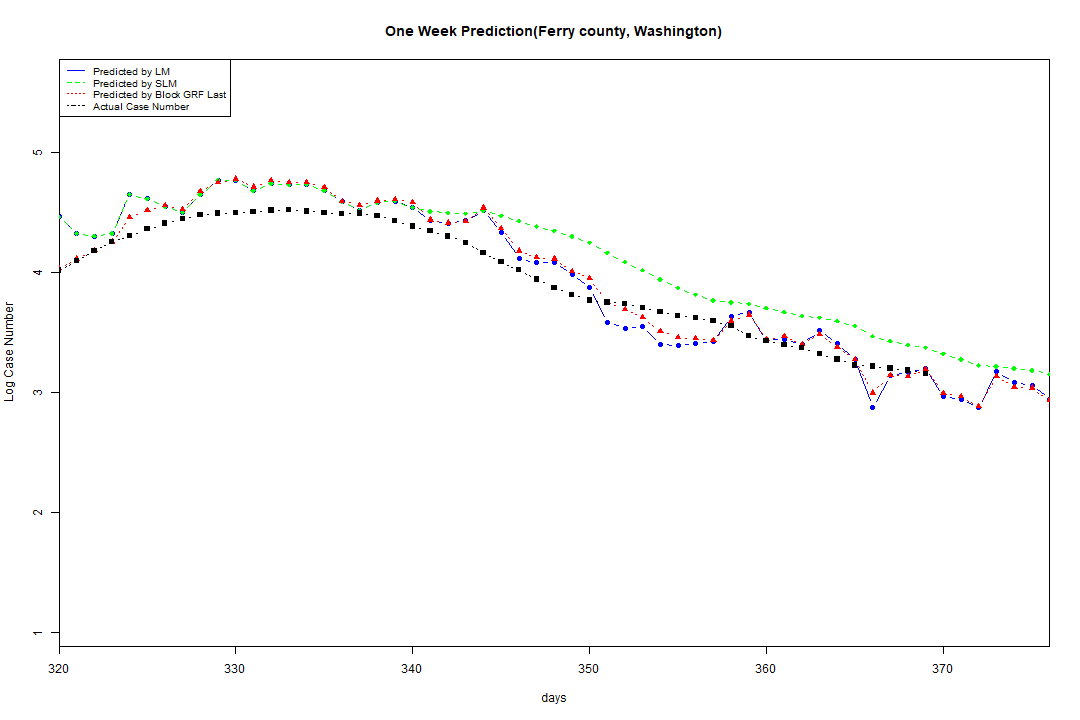 One Week Prediction(Ferry county, Washington)
Predicted by LM
Predicted by SLM
Predicted by Block GRF Last
Actual Case Number
5
4
3
2
1
Log Case Number
320 330 340 350 360 370
days